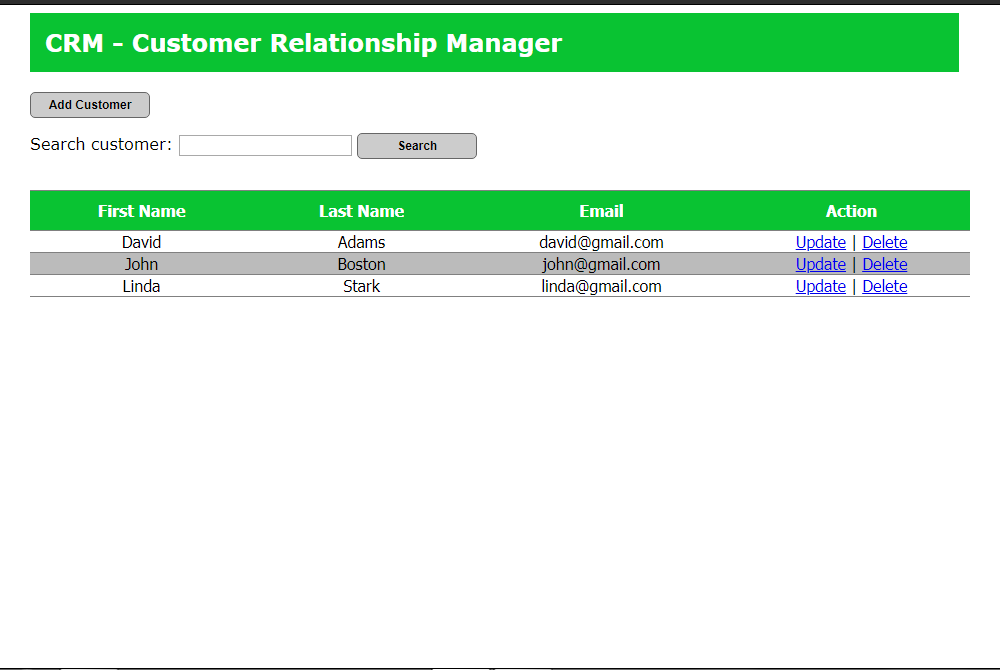 CRM - Customer Relationship Manager
Add Customer
Search customer: Search
First Name Last Name Email Action
David Adams david@gmail.com Update | Delete
John Boston john@gmail.com Update | Delete
Linda Stark linda@gmail.com Update | Delete